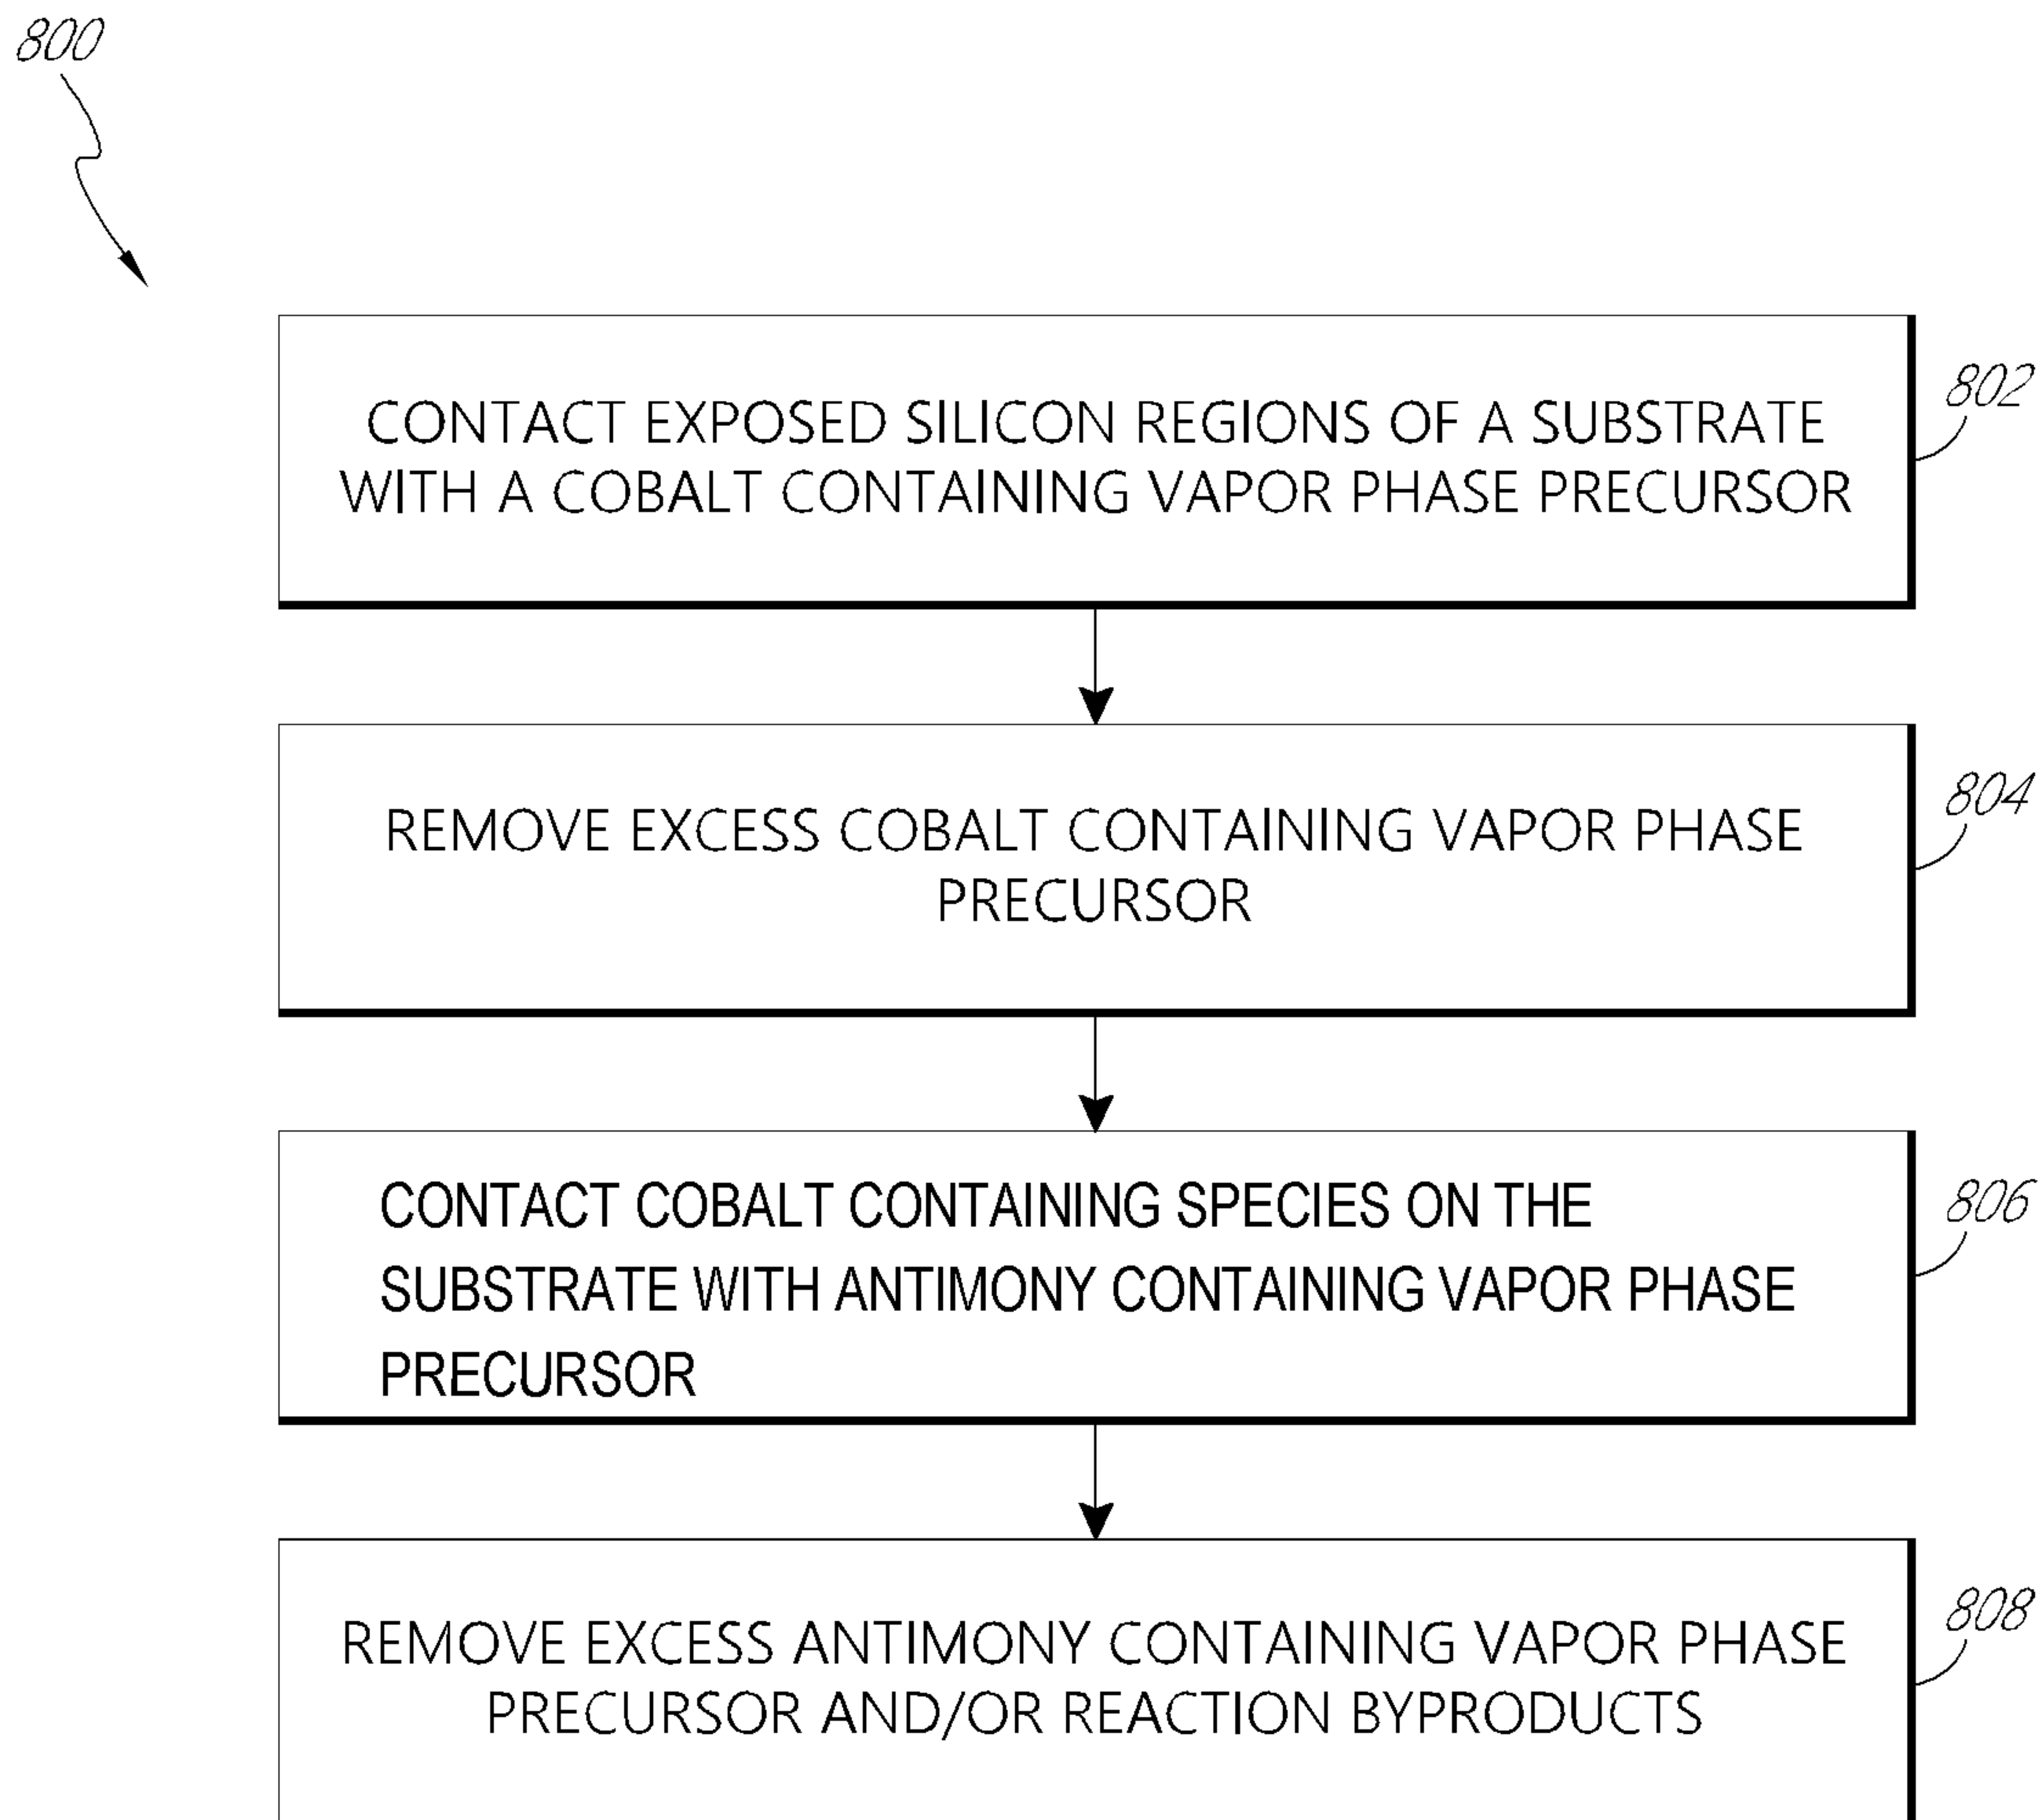 800
CONTACT EXPOSED SILICON REGIONS OF A SUBSTRATE
WITH A COBALT CONTAINING VAPOR PHASE PRECURSOR
802
REMOVE EXCESS COBALT CONTAINING VAPOR PHASE
PRECURSOR
804
CONTACT COBALT CONTAINING SPECIES ON THE
SUBSTRATE WITH ANTIMONY CONTAINING VAPOR PHASE
PRECURSOR
806
REMOVE EXCESS ANTIMONY CONTAINING VAPOR PHASE
PRECURSOR AND/OR REACTION BYPRODUCTS
808